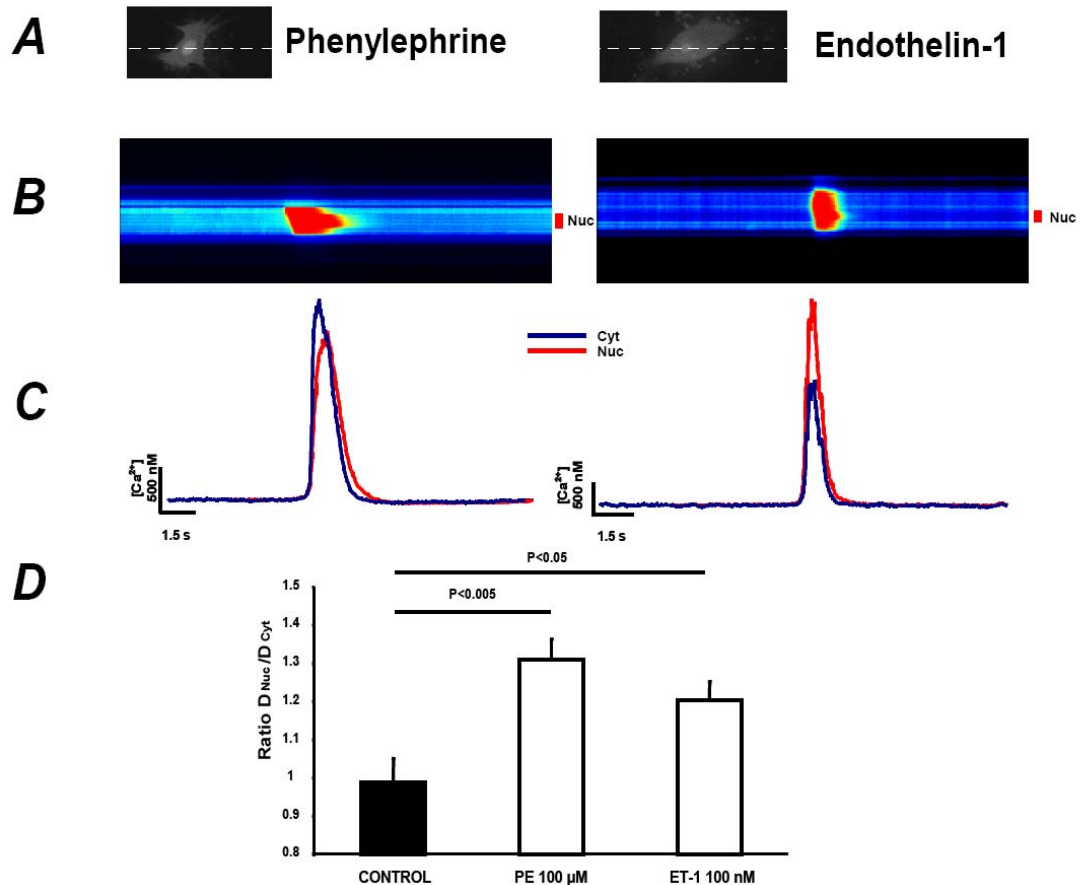 A
Phenylephrine
Endothelin-1
B
Nuc
Nuc
C
Cyt
Nuc
[Ca²⁺]
500 nM
1.5 s
[Ca²⁺]
500 nM
1.5 s
D
P<0.05
P<0.005
Ratio D Nuc /D Cyt
1.5
1.4
1.3
1.2
1.1
1
0.9
0.8
CONTROL
PE 100 µM
ET-1 100 nM